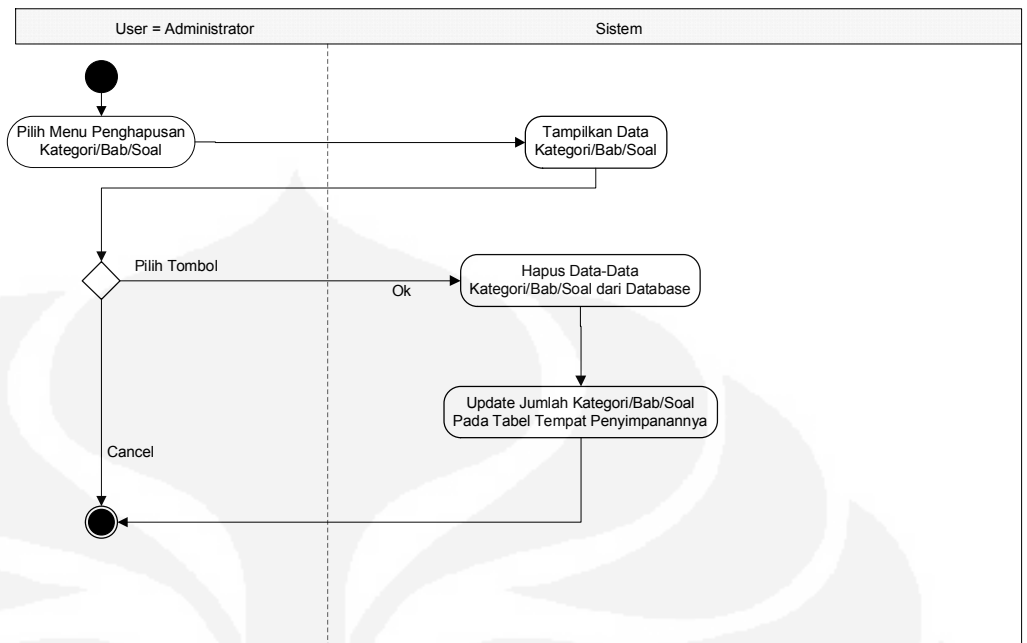 User = Administrator
Sistem
Pilih Menu Penghapusan
Kategori/Bab/Soal
Tampilkan Data
Kategori/Bab/Soal
Pilih Tombol
Ok
Hapus Data-Data
Kategori/Bab/Soal dari Database
Update Jumlah Kategori/Bab/Soal
Pada Tabel Tempat Penyimpanannya
Cancel